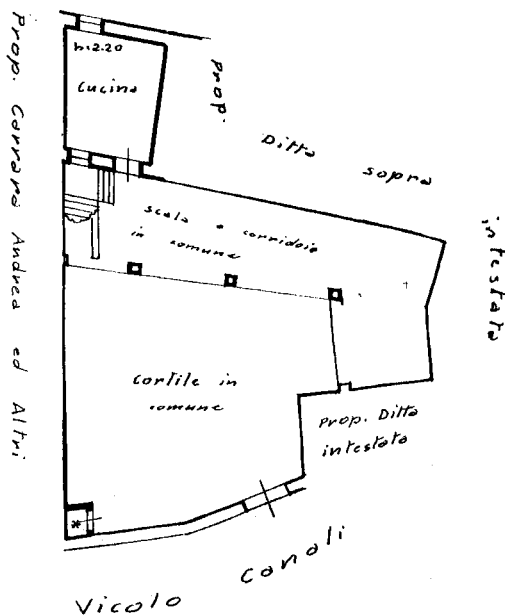 h=2.20
Cucina
Prop. Ditta sopra intestata
Prop. Carrara Andrea ed Altri
scala e corridoio
in comune
Cortile in
comune
Prop. Ditta
intestata
*
Vicolo Canali